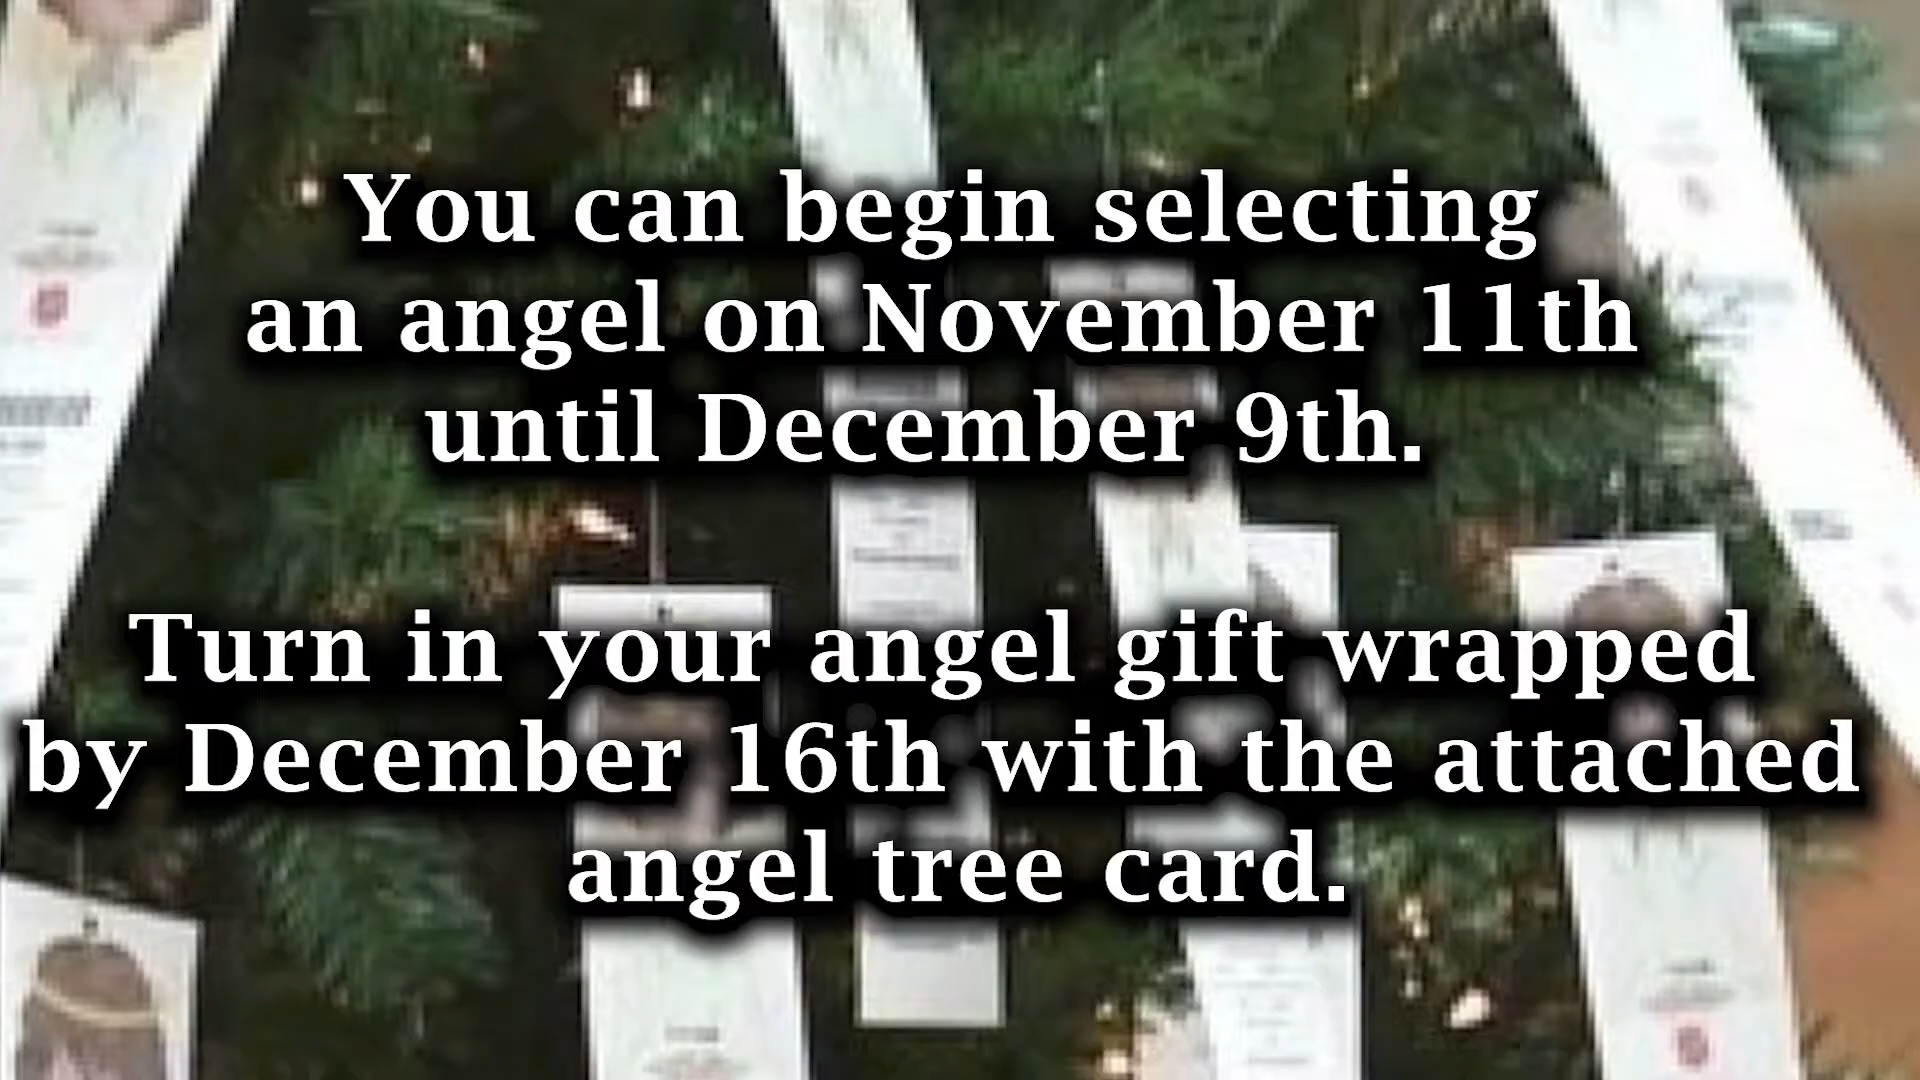 You can begin selecting
an angel on November 11th
until December 9th.
Turn in your angel gift wrapped
by December 16th with the attached
angel tree card.